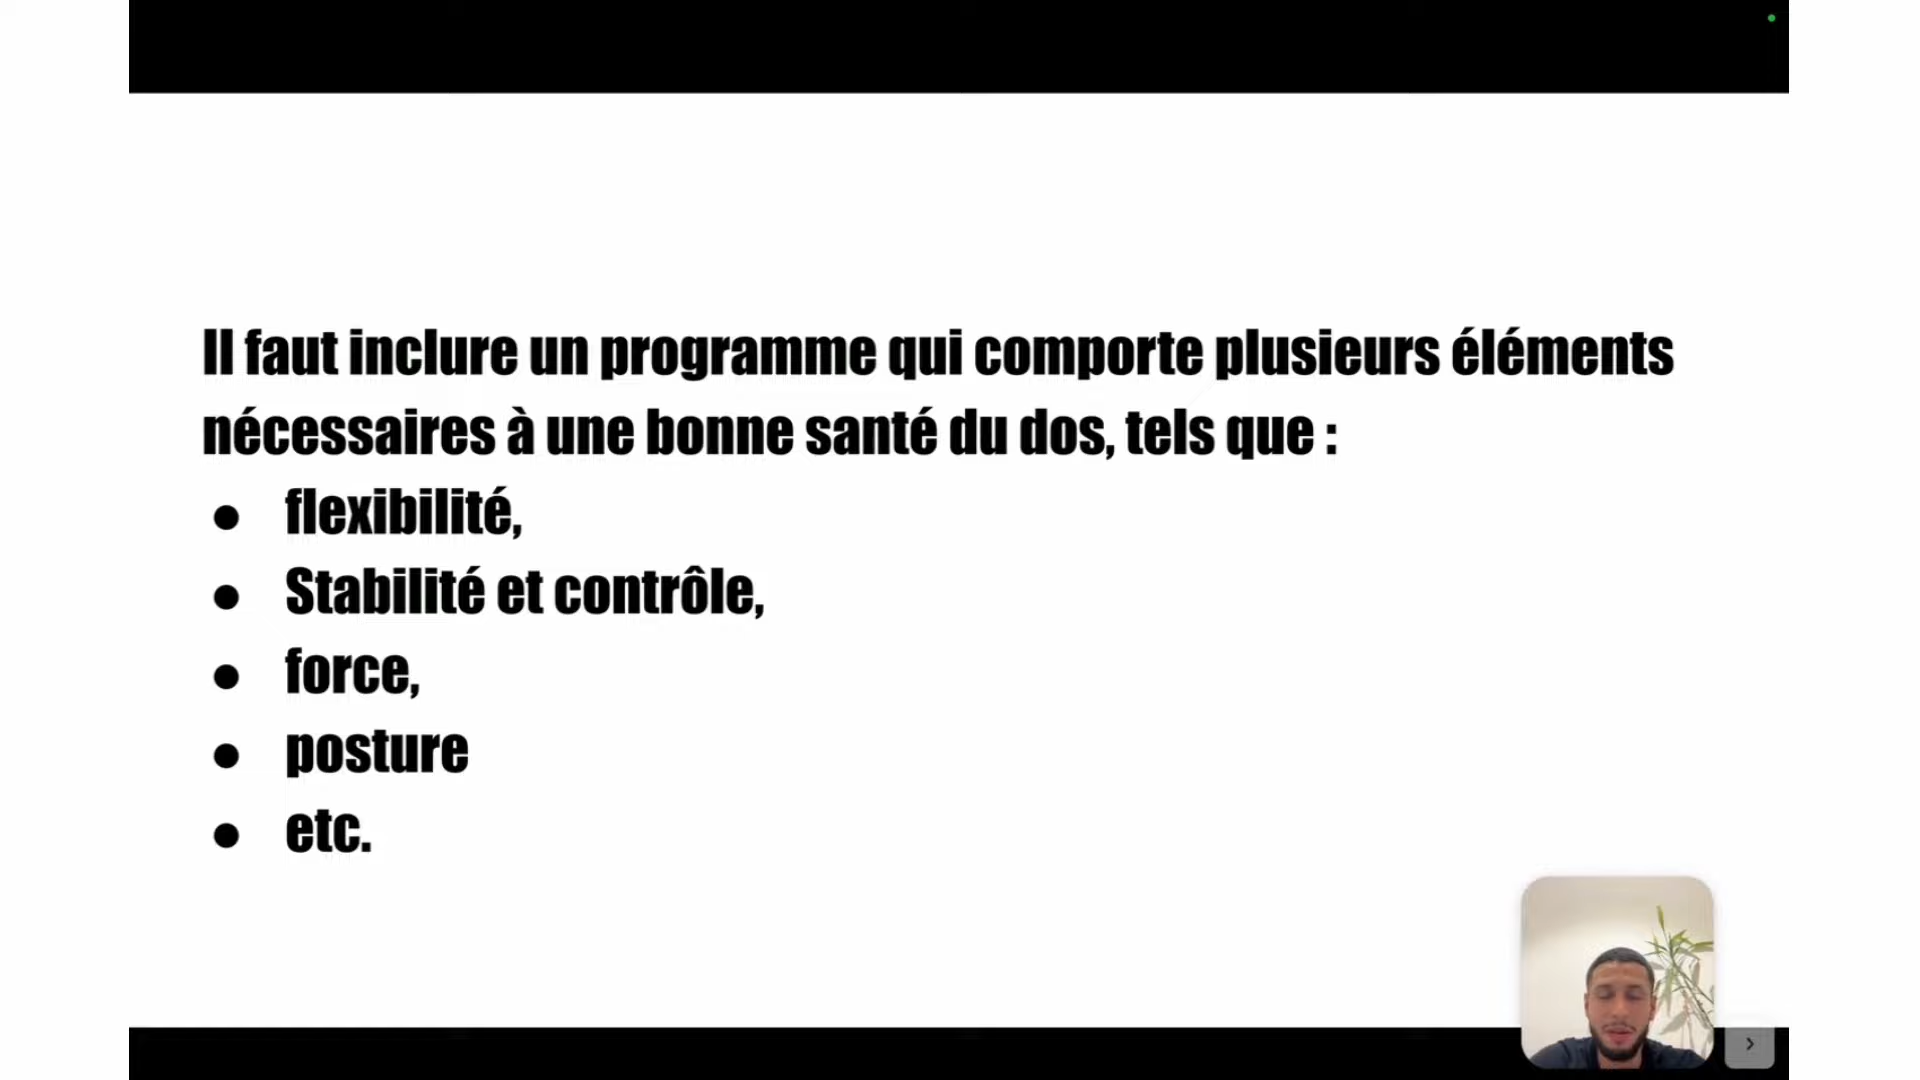 Il faut inclure un programme qui comporte plusieurs éléments
nécessaires à une bonne santé du dos, tels que :
● flexibilité,
● Stabilité et contrôle,
● force,
● posture
● etc.